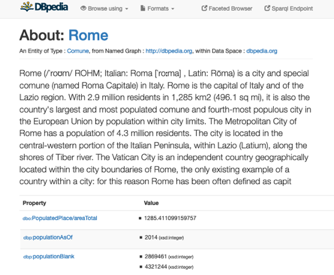 DBpedia Browse using Formats Faceted Browser Sparql Endpoint
About: Rome
An Entity of Type : Comune, from Named Graph : http://dbpedia.org, within Data Space : dbpedia.org
Rome (/ˈroʊm/ ROHM; Italian: Roma [ˈroːma] , Latin: Rōma) is a city and special
comune (named Roma Capitale) in Italy. Rome is the capital of Italy and of the
Lazio region. With 2.9 million residents in 1,285 km2 (496.1 sq mi), it is also the
country's largest and most populated comune and fourth-most populous city in
the European Union by population within city limits. The Metropolitan City of
Rome has a population of 4.3 million residents. The city is located in the
central-western portion of the Italian Peninsula, within Lazio (Latium), along the
shores of Tiber river. The Vatican City is an independent country geographically
located within the city boundaries of Rome, the only existing example of a
country within a city: for this reason Rome has been often defined as capit
Property Value
dbo:PopulatedPlace/areaTotal 1285.411099159757
dbp:populationAsOf 2014 (xsd:integer)
dbp:populationBlank 2869461 (xsd:integer)
4321244 (xsd:integer)